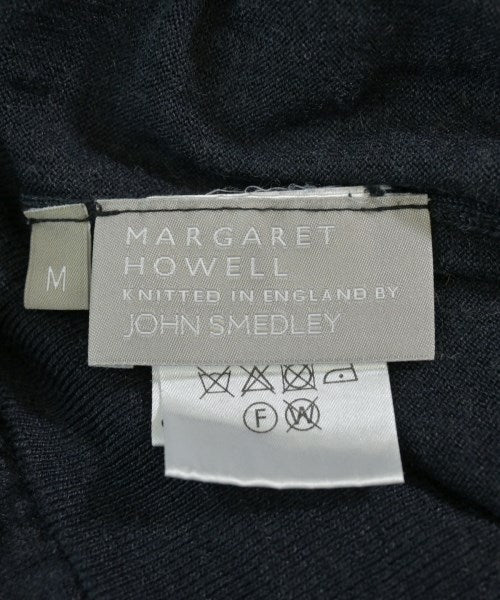 M
MARGARET
HOWELL
KNITTED IN ENGLAND BY
JOHN SMEDLEY
F W